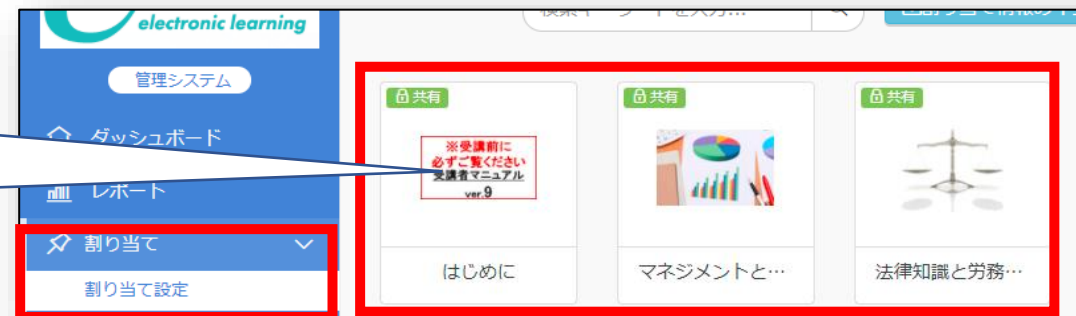 electronic learning
管理システム
ダッシュボード
レポート
割り当て
割り当て設定
共有
※受講前に
必ずご覧ください
受講者マニュアル
ver.9
はじめに
共有
マネジメントと…
共有
法律知識と労務…